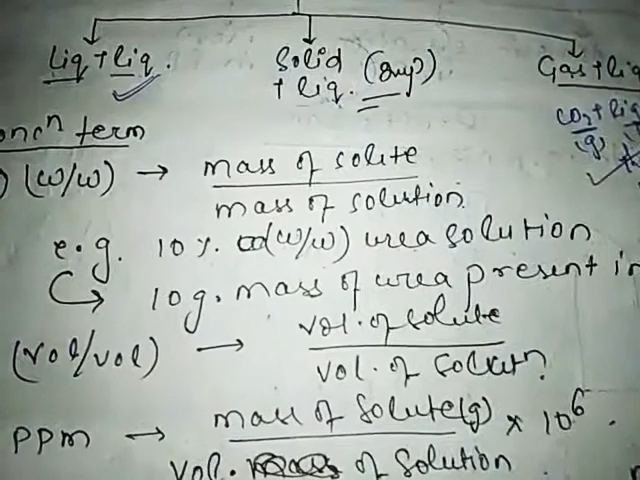 Liq + Liq. Solid + Liq. (Imp) Gas + Liq
CO2 + Liq
(g)
Concn term
(w/w) → mass of solute
mass of solution
e.g. 10 %. (w/w) urea solution
10 g. mass of urea present in
(vol/vol) → vol. of solute
vol. of
PPM → mass of solute (g) × 10^6.
vol. of solution